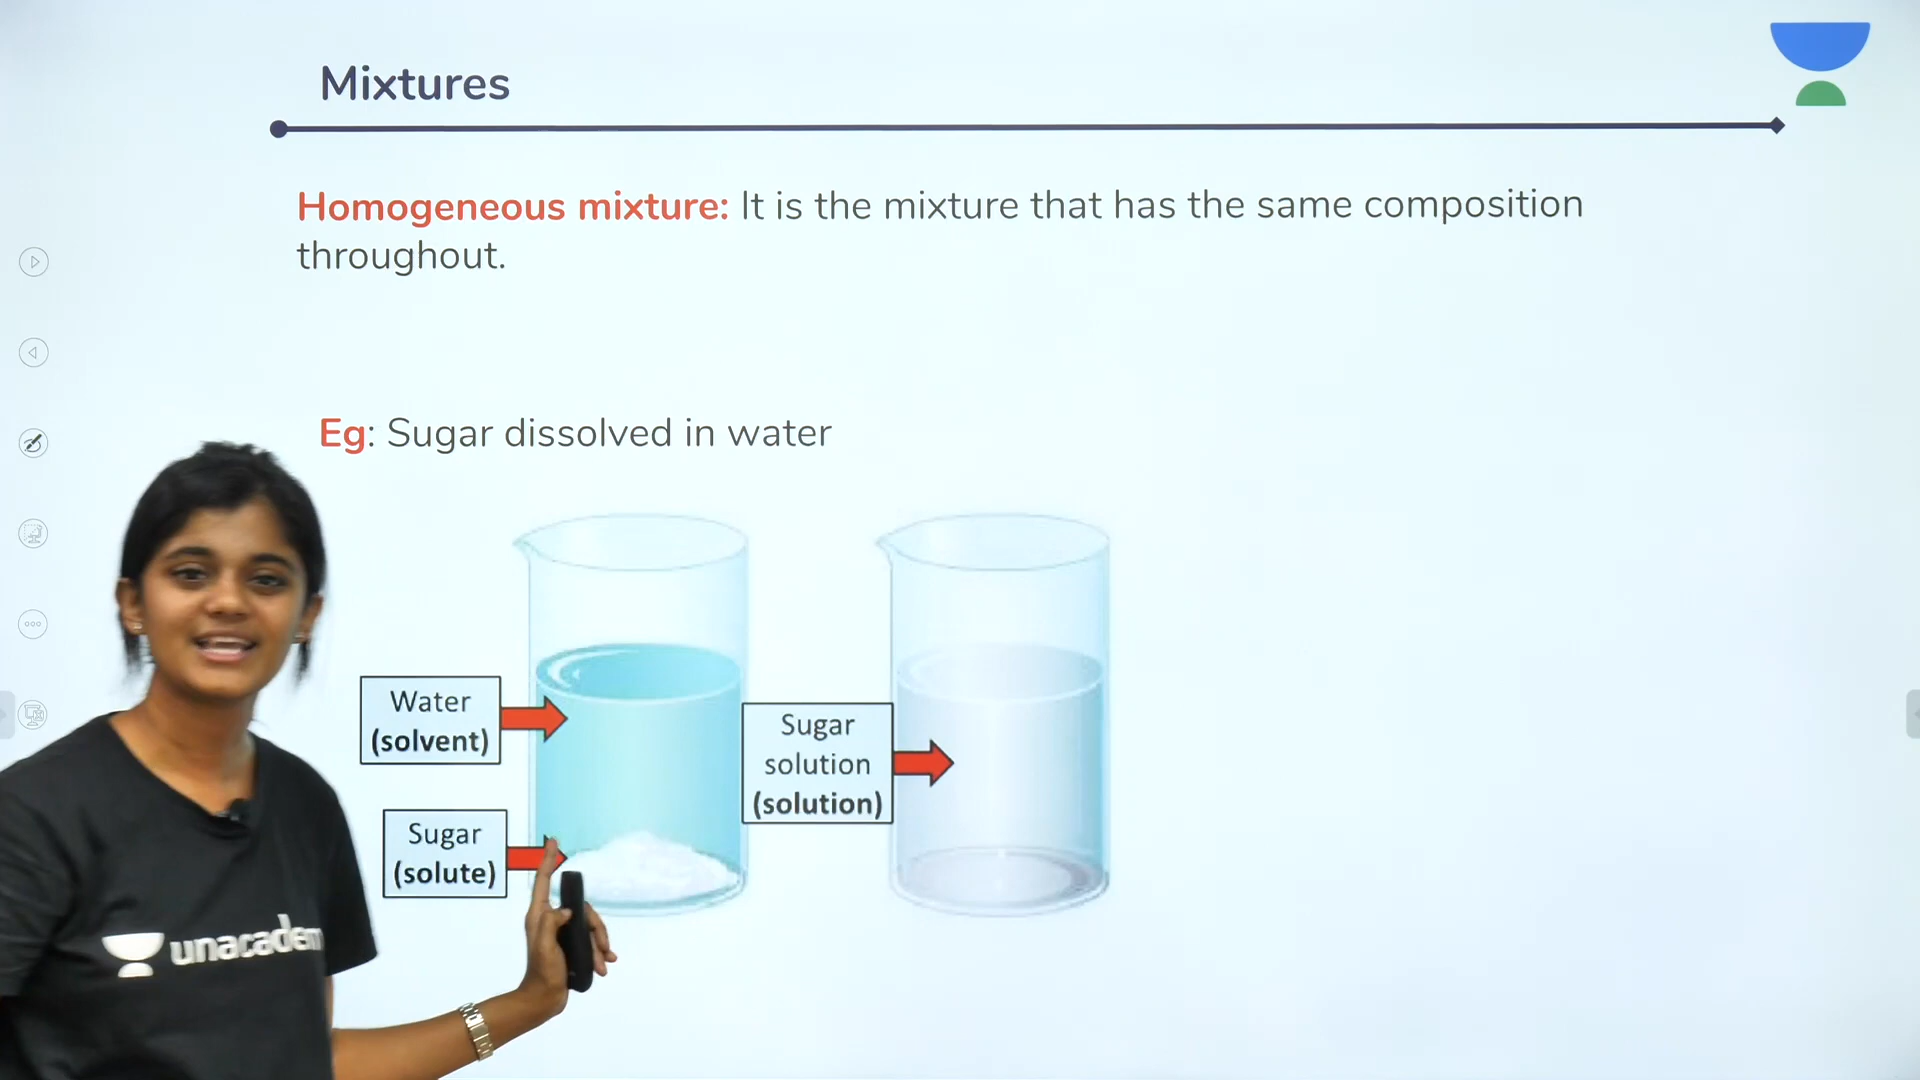 Mixtures
Homogeneous mixture: It is the mixture that has the same composition
throughout.
Eg: Sugar dissolved in water
Water
(solvent)
Sugar
(solute)
Sugar
solution
(solution)
unacadem